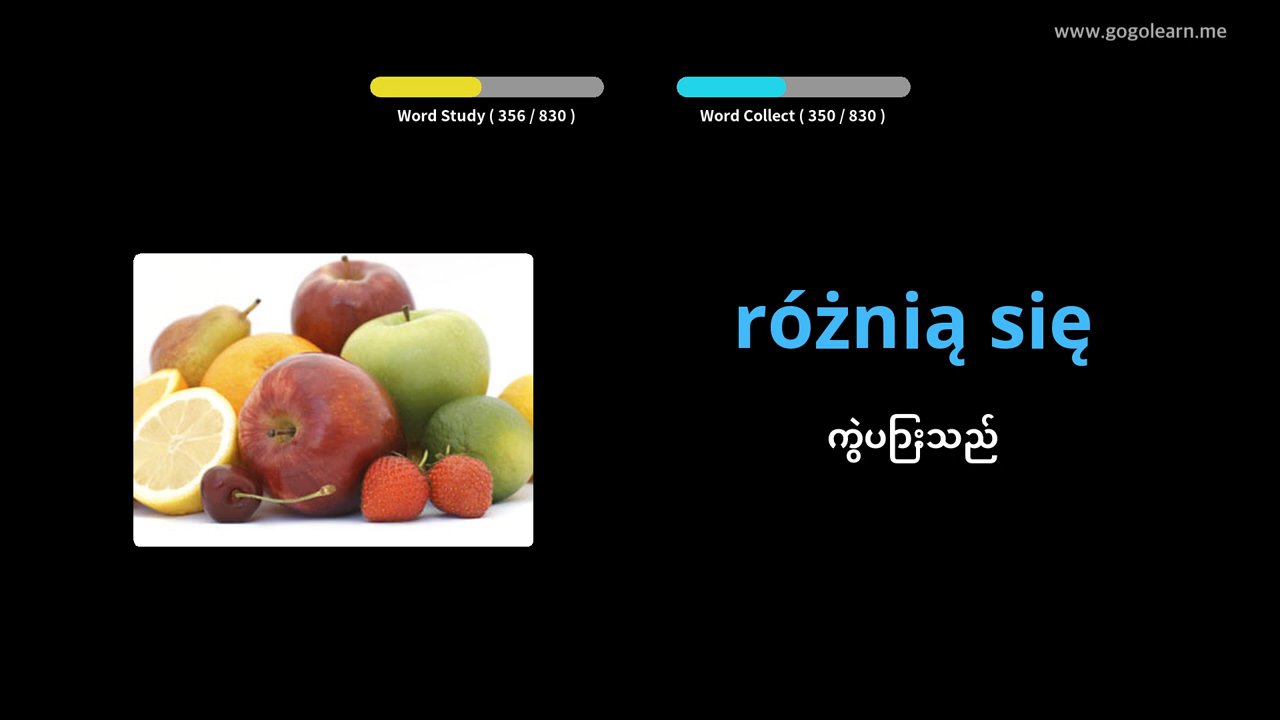 www.gogolearn.me
Word Study ( 356 / 830 )
Word Collect ( 350 / 830 )
różnią się
ကွဲပြားသည်